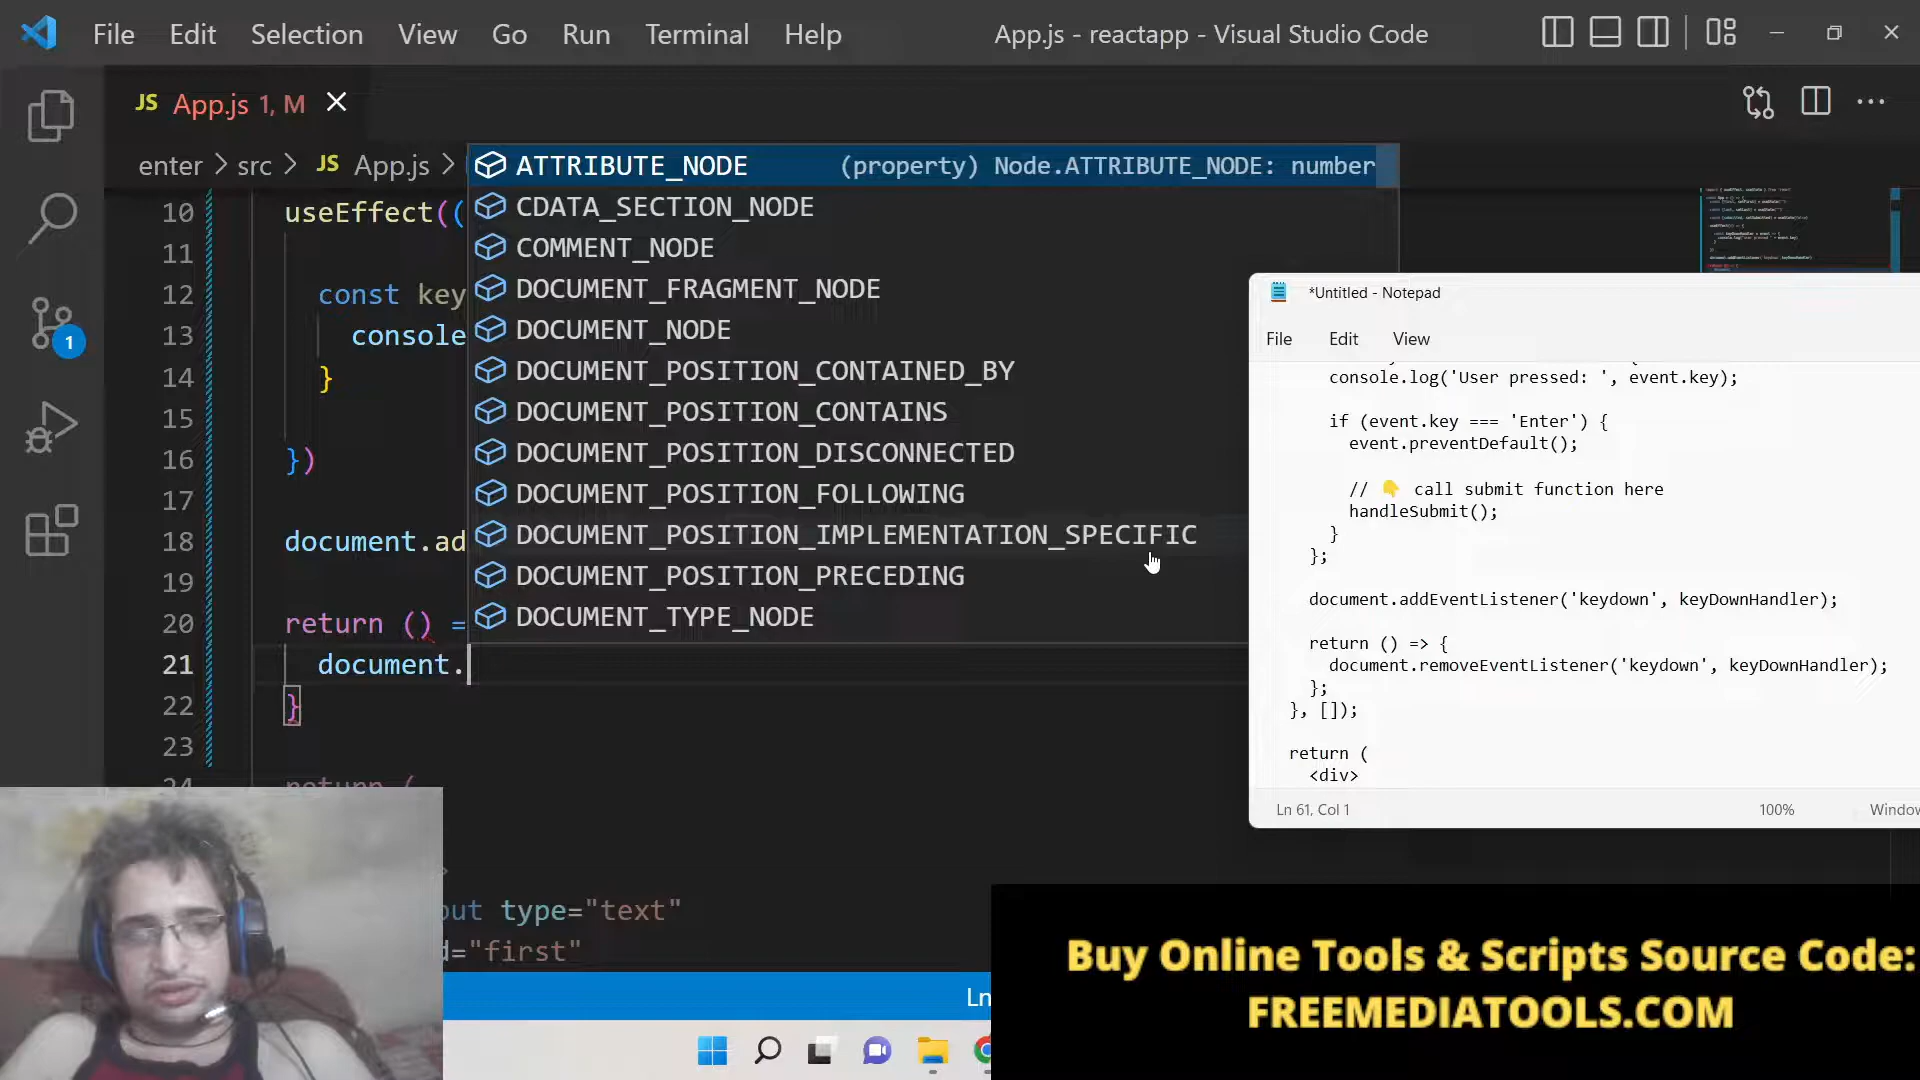 File Edit Selection View Go Run Terminal Help
App.js - reactapp - Visual Studio Code
JS App.js 1, M
enter > src > JS App.js >
10 useEffect((
11
12 const key
13 console
14 }
15
16 })
17
18 document.ad
19
20 return () =
21 document.
22 }
23
24 return (
put type="text"
d="first"
ATTRIBUTE_NODE (property) Node.ATTRIBUTE_NODE: number
CDATA_SECTION_NODE
COMMENT_NODE
DOCUMENT_FRAGMENT_NODE
DOCUMENT_NODE
DOCUMENT_POSITION_CONTAINED_BY
DOCUMENT_POSITION_CONTAINS
DOCUMENT_POSITION_DISCONNECTED
DOCUMENT_POSITION_FOLLOWING
DOCUMENT_POSITION_IMPLEMENTATION_SPECIFIC
DOCUMENT_POSITION_PRECEDING
DOCUMENT_TYPE_NODE
1
*Untitled - Notepad
File Edit View
console.log('User pressed: ', event.key);
if (event.key === 'Enter') {
event.preventDefault();
// 👇 call submit function here
handleSubmit();
}
};
document.addEventListener('keydown', keyDownHandler);
return () => {
document.removeEventListener('keydown', keyDownHandler);
};
}, []);
return (
<div>
Ln 61, Col 1 100% Window
Ln
Buy Online Tools & Scripts Source Code:
FREEMEDIATOOLS.COM